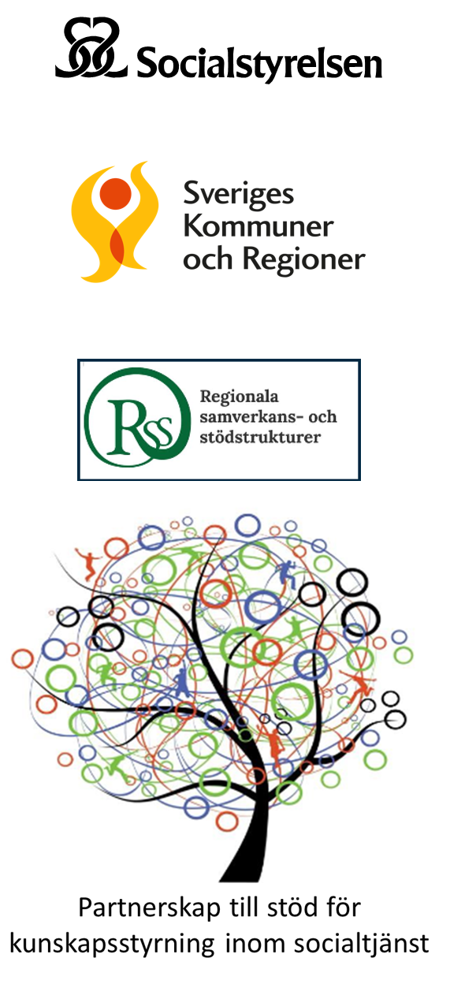 Socialstyrelsen
Sveriges
Kommuner
och Regioner
RSS
Regionala
samverkans- och
stödstrukturer
Partnerskap till stöd för
kunskapsstyrning inom socialtjänst